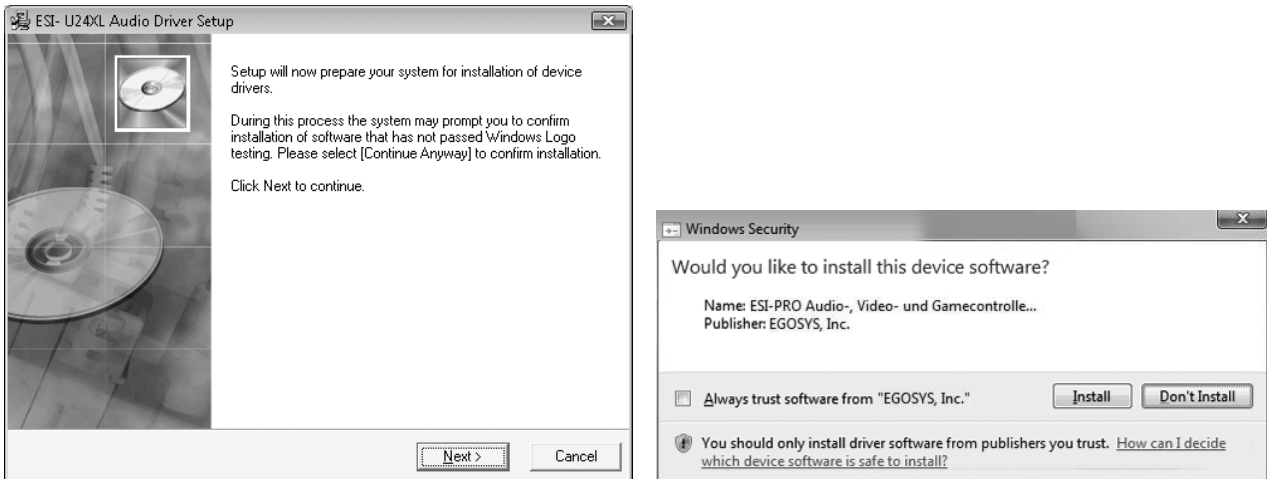 ESI- U24XL Audio Driver Setup
Setup will now prepare your system for installation of device
drivers.
During this process the system may prompt you to confirm
installation of software that has not passed Windows Logo
testing. Please select [Continue Anyway] to confirm installation.
Click Next to continue.
Next >
Cancel
Windows Security
Would you like to install this device software?
Name: ESI-PRO Audio-, Video- und Gamecontrolle...
Publisher: EGOSYS, Inc.
Always trust software from "EGOSYS, Inc."
Install
Don't Install
You should only install driver software from publishers you trust. How can I decide
which device software is safe to install?